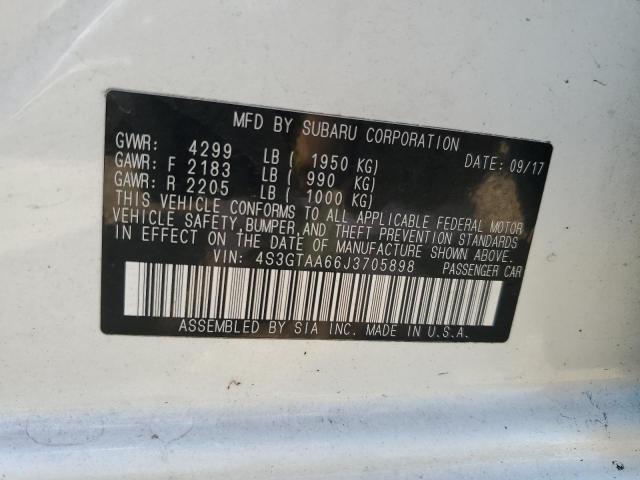 MFD BY SUBARU CORPORATION
GVWR: 4299 LB ( 1950 KG) DATE: 09/17
GAWR: F 2183 LB ( 990 KG)
GAWR: R 2205 LB ( 1000 KG)
THIS VEHICLE CONFORMS TO ALL APPLICABLE FEDERAL MOTOR
VEHICLE SAFETY, BUMPER, AND THEFT PREVENTION STANDARDS
IN EFFECT ON THE DATE OF MANUFACTURE SHOWN ABOVE.
VIN: 4S3GTAA66J3705898 PASSENGER CAR
ASSEMBLED BY SIA INC. MADE IN U.S.A.